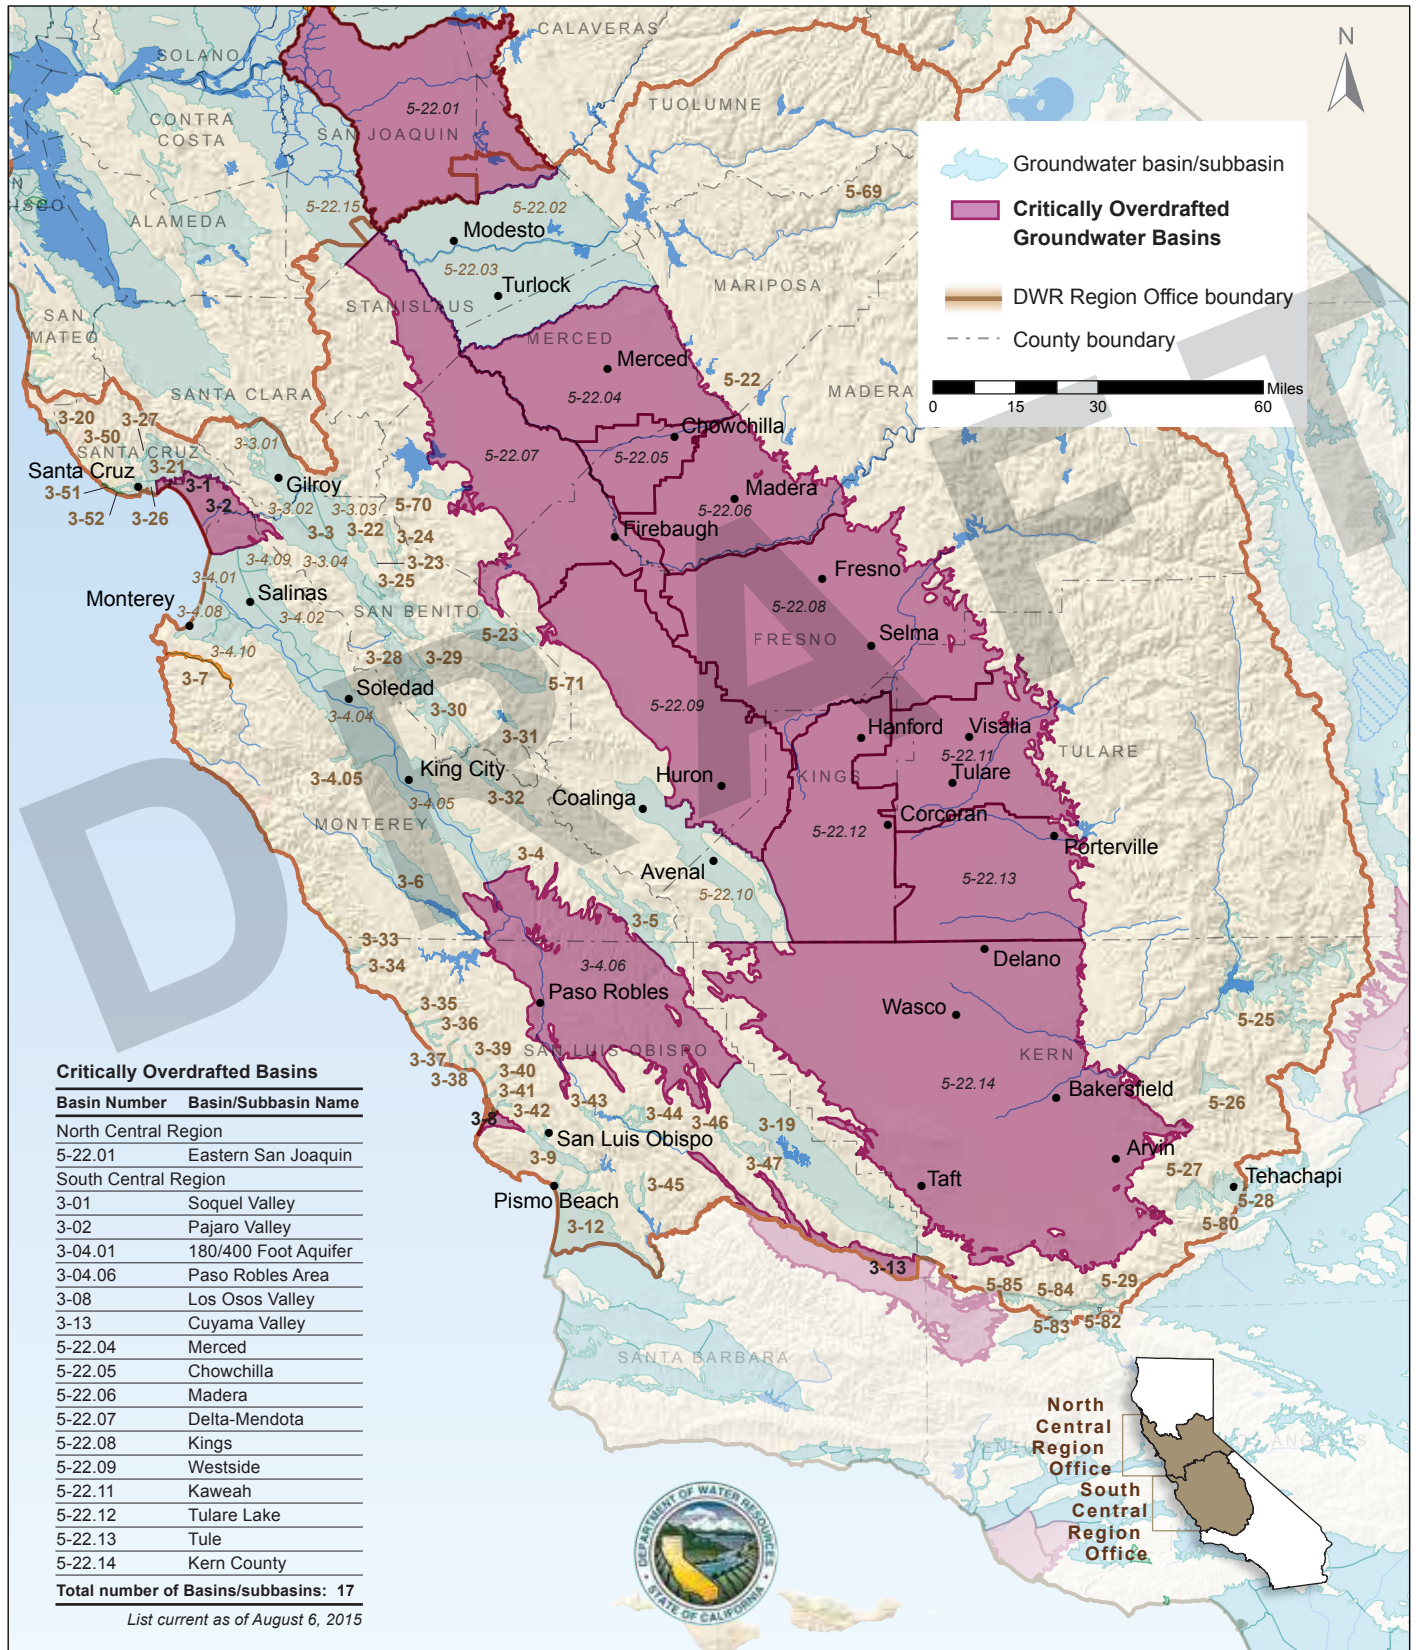 N
Groundwater basin/subbasin
Critically Overdrafted
Groundwater Basins
DWR Region Office boundary
County boundary
Miles
0 15 30 60
CALAVERAS
SOLANO
TUOLUMNE
5-22.01
CONTRA
COSTA
SAN JOAQUIN
5-69
5-22.15
5-22.02
ALAMEDA
Modesto
5-22.03
Turlock
MARIPOSA
STANISLAUS
SAN
MATEO
MERCED
Merced
5-22
MADERA
SANTA CLARA
5-22.04
3-20
3-27
3-50
3-3.01
Chowchilla
SANTA CRUZ
5-22.07
5-22.05
Santa Cruz
3-21
3-1
Gilroy
3-51
Madera
3-2
3-3.02
3-3.03
5-70
5-22.06
3-52
3-26
3-3
3-22
3-24
Firebaugh
3-4.09
3-3.04
3-23
3-25
3-4.01
Fresno
Monterey
Salinas
3-4.08
3-4.02
SAN BENITO
5-22.08
FRESNO
Selma
5-23
3-4.10
3-28
3-29
3-7
5-71
Soledad
3-4.04
3-30
5-22.09
Hanford
Visalia
3-31
5-22.11
TULARE
3-4.05
King City
KINGS
Tulare
Huron
3-4.05
3-32
Coalinga
MONTEREY
5-22.12
Corcoran
Porterville
3-4
Avenal
5-22.10
5-22.13
3-6
3-5
3-33
3-34
3-4.06
Delano
Paso Robles
3-35
3-36
Wasco
5-25
3-39
SAN LUIS OBISPO
KERN
3-37
3-38
3-40
5-22.14
3-41
Bakersfield
3-43
5-26
3-8
3-42
3-44
3-46
3-19
San Luis Obispo
Arvin
3-9
3-47
5-27
Tehachapi
Pismo Beach
3-45
Taft
5-28
3-12
5-80
3-13
5-85
5-84
5-29
5-83
5-82
SANTA BARBARA
DRAFT
Critically Overdrafted Basins
Basin Number Basin/Subbasin Name
North Central Region
5-22.01 Eastern San Joaquin
South Central Region
3-01 Soquel Valley
3-02 Pajaro Valley
3-04.01 180/400 Foot Aquifer
3-04.06 Paso Robles Area
3-08 Los Osos Valley
3-13 Cuyama Valley
5-22.04 Merced
5-22.05 Chowchilla
5-22.06 Madera
5-22.07 Delta-Mendota
5-22.08 Kings
5-22.09 Westside
5-22.11 Kaweah
5-22.12 Tulare Lake
5-22.13 Tule
5-22.14 Kern County
Total number of Basins/subbasins: 17
List current as of August 6, 2015
DEPARTMENT OF WATER RESOURCES
STATE OF CALIFORNIA
North
Central
Region
Office
South
Central
Region
Office